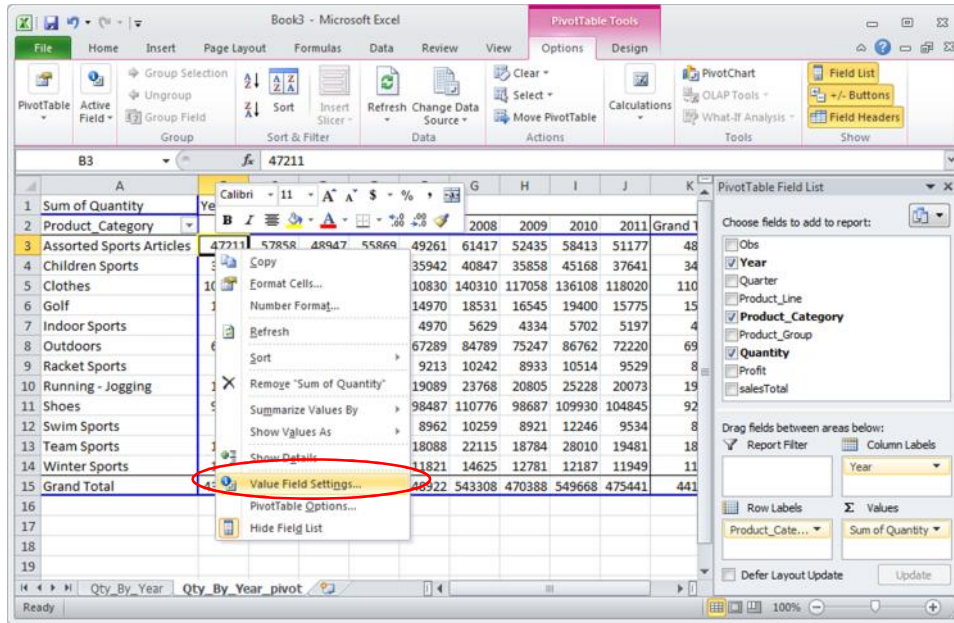 Book3 - Microsoft Excel PivotTable Tools
File Home Insert Page Layout Formulas Data Review View Options Design
PivotTable
Active Field
Group Selection
Ungroup
Group Field
Group
Sort
Insert Slicer
Sort & Filter
Refresh
Change Data Source
Data
Clear
Select
Move PivotTable
Actions
Calculations
PivotChart
OLAP Tools
What-If Analysis
Tools
Field List
+/- Buttons
Field Headers
Show
B3 fx 47211
A G H I J K
1 Sum of Quantity Ye
2 Product_Category 2008 2009 2010 2011 Grand T
3 Assorted Sports Articles 47211 57858 48947 55869 49261 61417 52435 58413 51177 48
4 Children Sports 35942 40847 35858 45168 37641 34
5 Clothes 10830 140310 117058 136108 118020 110
6 Golf 14970 18531 16545 19400 15775 15
7 Indoor Sports 4970 5629 4334 5702 5197 4
8 Outdoors 67289 84789 75247 86762 72220 69
9 Racket Sports 9213 10242 8933 10514 9529 8
10 Running - Jogging 19089 23768 20805 25228 20073 19
11 Shoes 98487 110776 98687 109930 104845 92
12 Swim Sports 8962 10259 8921 12246 9534 8
13 Team Sports 18088 22115 18784 28010 19481 18
14 Winter Sports 11821 14625 12781 12187 11949 11
15 Grand Total 48922 543308 470388 549668 475441 441
16
17
18
19
Calibri 11 A A $ % ,
B I A
Copy
Format Cells...
Number Format...
Refresh
Sort
Remove "Sum of Quantity"
Summarize Values By
Show Values As
Show Details
Value Field Settings...
PivotTable Options...
Hide Field List
PivotTable Field List
Choose fields to add to report:
Obs
Year
Quarter
Product_Line
Product_Category
Product_Group
Quantity
Profit
salesTotal
Drag fields between areas below:
Report Filter Column Labels
Year
Row Labels Σ Values
Product_Cate... Sum of Quantity
Defer Layout Update Update
Qty_By_Year Qty_By_Year_pivot
Ready 100%